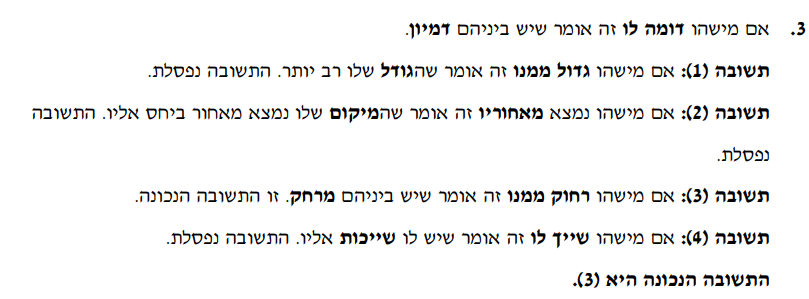 3. אם מישהו דומה לו זה אומר שיש ביניהם דמיון.
תשובה (1): אם מישהו גדול ממנו זה אומר שהגודל שלו רב יותר. התשובה נפסלת.
תשובה (2): אם מישהו נמצא מאחוריו זה אומר שהמיקום שלו נמצא מאחור ביחס אליו. התשובה
נפסלת.
תשובה (3): אם מישהו רחוק ממנו זה אומר שיש ביניהם מרחק. זו התשובה הנכונה.
תשובה (4): אם מישהו שייך לו זה אומר שיש לו שייכות אליו. התשובה נפסלת.
התשובה הנכונה היא (3).